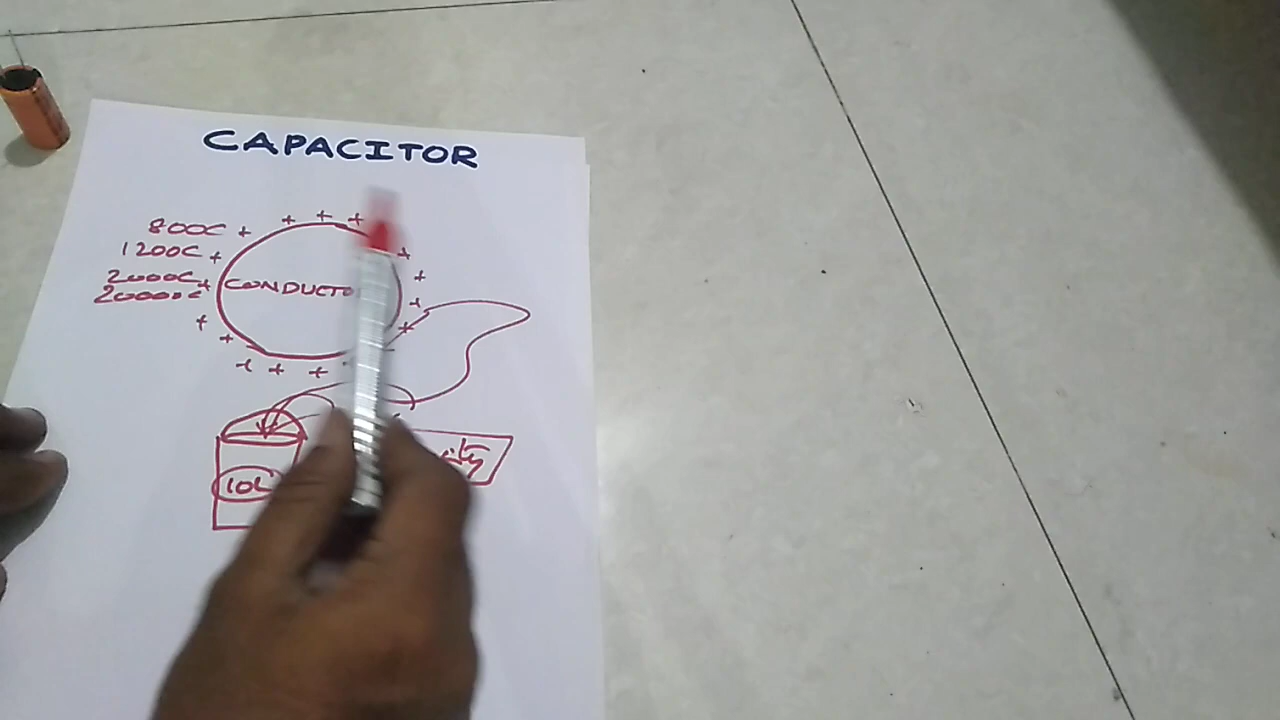 CAPACITOR
800C +
1200C +
2000C +
20000C
CONDUCTO
10L